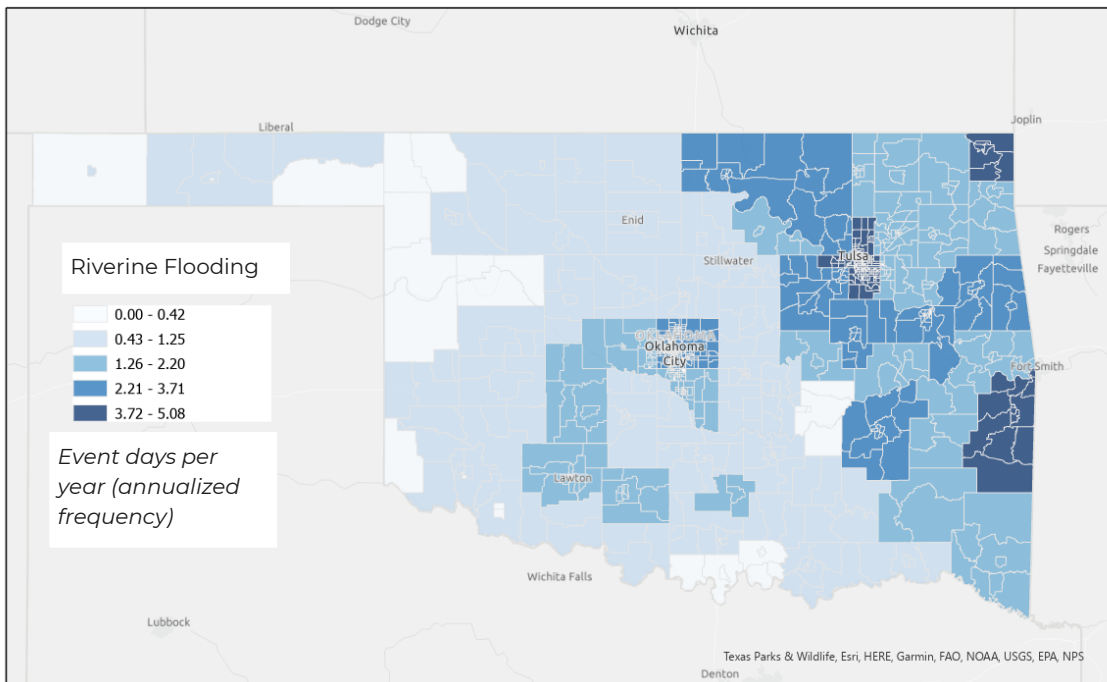 Dodge City
Wichita
Liberal
Joplin
Enid
Rogers
Springdale
Stillwater
Tulsa
Fayetteville
Riverine Flooding
0.00 - 0.42
0.43 - 1.25
1.26 - 2.20
2.21 - 3.71
3.72 - 5.08
OKLAHOMA
Oklahoma
City
Fort Smith
Event days per
year (annualized
frequency)
Lawton
Wichita Falls
Lubbock
Texas Parks & Wildlife, Esri, HERE, Garmin, FAO, NOAA, USGS, EPA, NPS
Denton